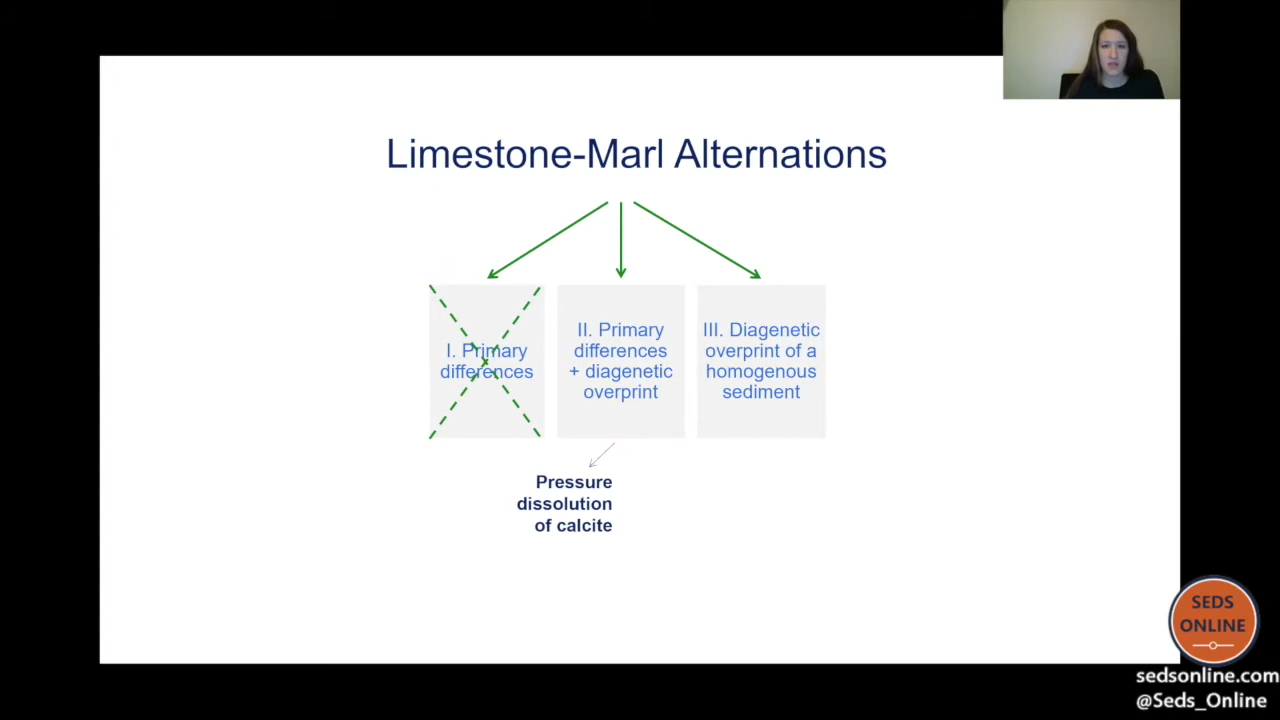 Limestone-Marl Alternations
I. Primary
differences
II. Primary
differences
+ diagenetic
overprint
III. Diagenetic
overprint of a
homogenous
sediment
Pressure
dissolution
of calcite
SEDS
ONLINE
sedsonline.com
@Seds_Online